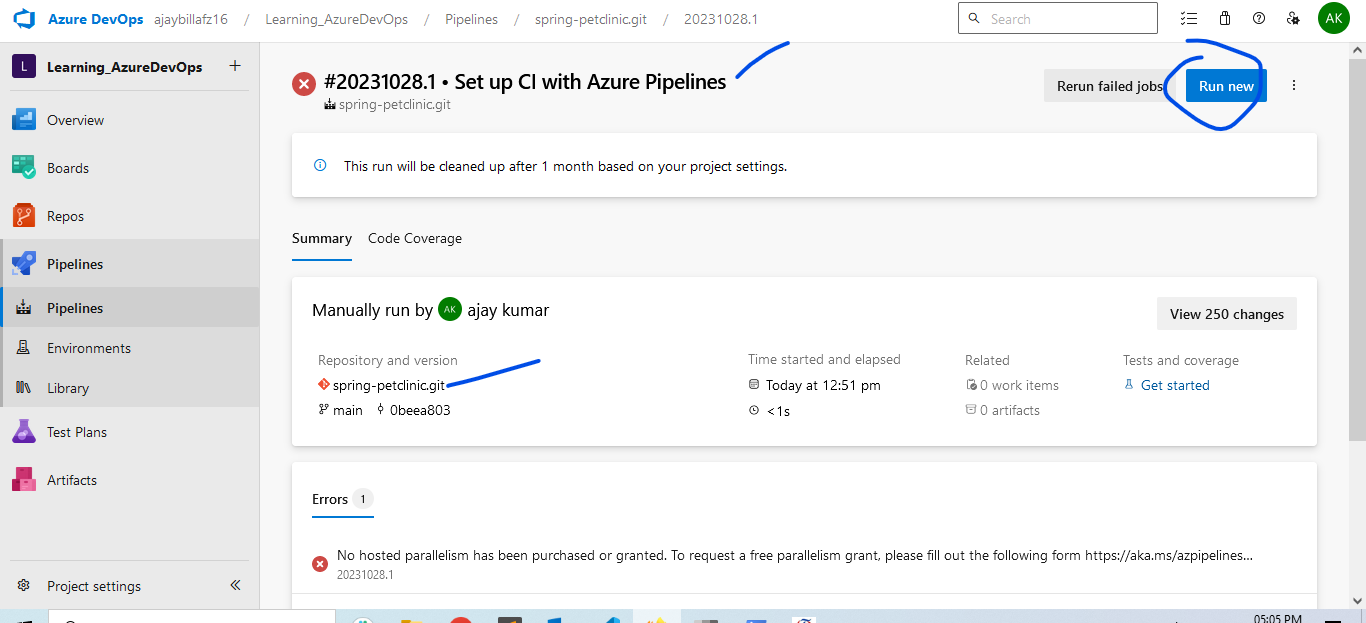 Azure DevOps ajaybillafz16 / Learning_AzureDevOps / Pipelines / spring-petclinic.git / 20231028.1
Search
AK
L Learning_AzureDevOps +
#20231028.1 • Set up CI with Azure Pipelines
spring-petclinic.git
Rerun failed jobs
Run new
Overview
Boards
Repos
Pipelines
Pipelines
Environments
Library
Test Plans
Artifacts
Project settings
This run will be cleaned up after 1 month based on your project settings.
Summary Code Coverage
Manually run by AK ajay kumar
View 250 changes
Repository and version
spring-petclinic.git
main 0beea803
Time started and elapsed
Today at 12:51 pm
<1s
Related
0 work items
0 artifacts
Tests and coverage
Get started
Errors 1
No hosted parallelism has been purchased or granted. To request a free parallelism grant, please fill out the following form https://aka.ms/azpipelines...
20231028.1
05:05 PM